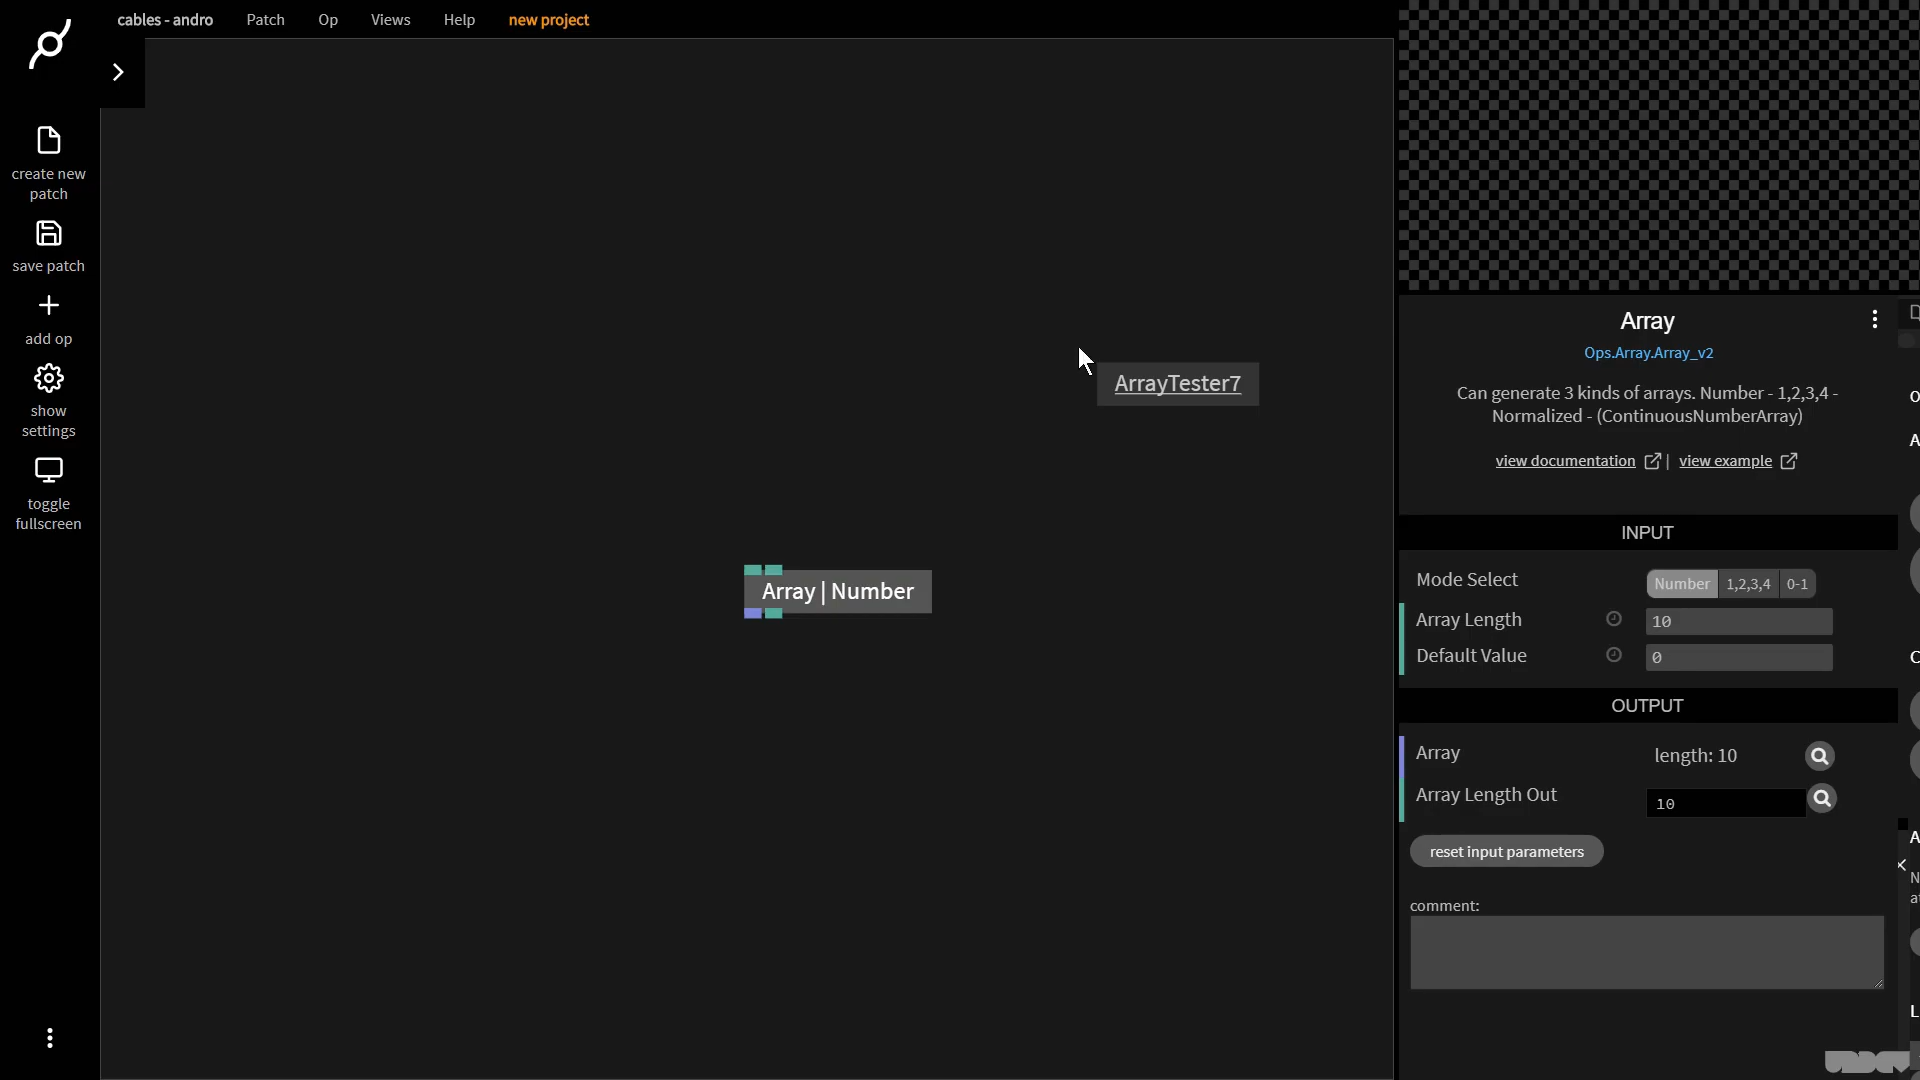 cables - andro Patch Op Views Help new project
create new
patch
save patch
add op
show
settings
toggle
fullscreen
ArrayTester7
Array | Number
Array
Ops.Array.Array_v2
Can generate 3 kinds of arrays. Number - 1,2,3,4 -
Normalized - (ContinuousNumberArray)
view documentation | view example
INPUT
Mode Select Number 1,2,3,4 0-1
Array Length 10
Default Value 0
OUTPUT
Array length: 10
Array Length Out 10
reset input parameters
comment: